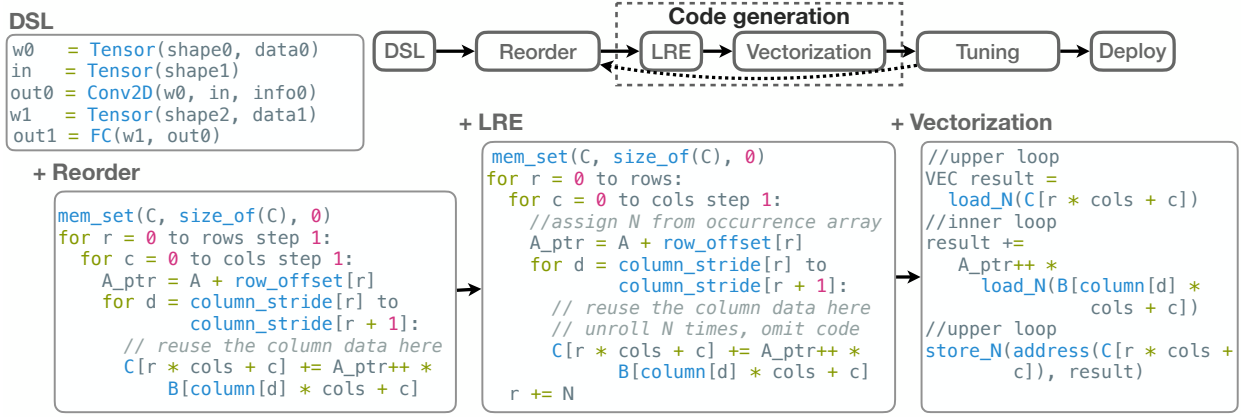 DSL
w0   = Tensor(shape0, data0)
in   = Tensor(shape1)
out0 = Conv2D(w0, in, info0)
w1   = Tensor(shape2, data1)
out1 = FC(w1, out0)
Code generation
DSL
Reorder
LRE
Vectorization
Tuning
Deploy
+ Reorder
mem_set(C, size_of(C), 0)
for r = 0 to rows step 1:
  for c = 0 to cols step 1:
    A_ptr = A + row_offset[r]
    for d = column_stride[r] to
            column_stride[r + 1]:
      // reuse the column data here
      C[r * cols + c] += A_ptr++ *
          B[column[d] * cols + c]
+ LRE
mem_set(C, size_of(C), 0)
for r = 0 to rows:
  for c = 0 to cols step 1:
    //assign N from occurrence array
    A_ptr = A + row_offset[r]
    for d = column_stride[r] to
            column_stride[r + 1]:
      // reuse the column data here
      // unroll N times, omit code
      C[r * cols + c] += A_ptr++ *
            B[column[d] * cols + c]
  r += N
+ Vectorization
//upper loop
VEC result =
  load_N(C[r * cols + c])
//inner loop
result +=
   A_ptr++ *
     load_N(B[column[d] *
               cols + c])
//upper loop
store_N(address(C[r * cols +
        c]), result)